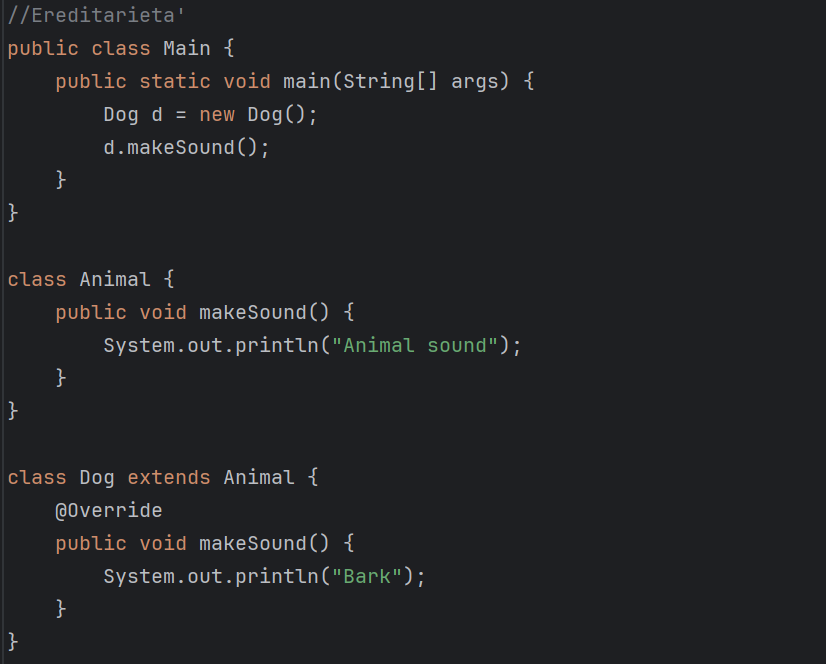 //Ereditarieta'
public class Main {
    public static void main(String[] args) {
        Dog d = new Dog();
        d.makeSound();
    }
}

class Animal {
    public void makeSound() {
        System.out.println("Animal sound");
    }
}

class Dog extends Animal {
    @Override
    public void makeSound() {
        System.out.println("Bark");
    }
}